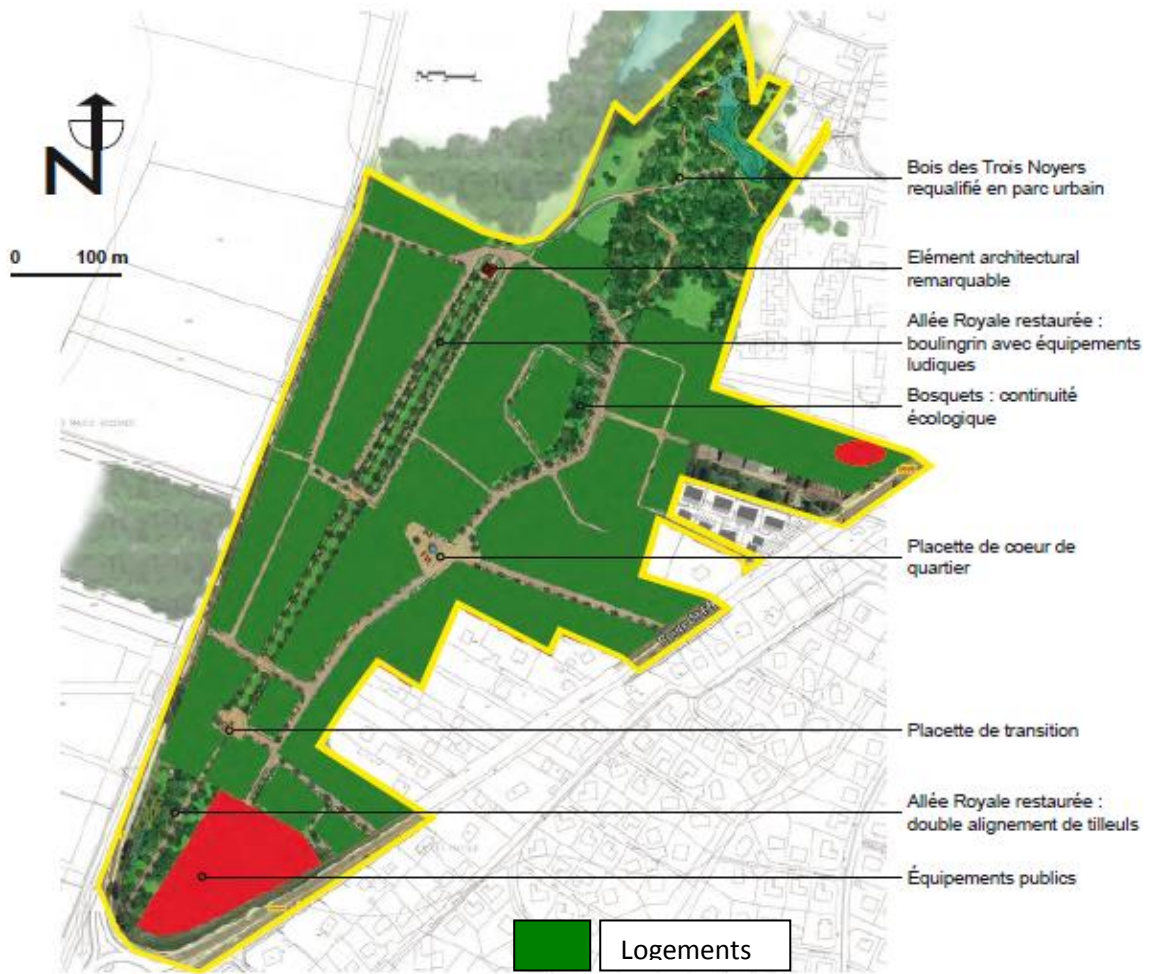 N
0 100 m
Bois des Trois Noyers
requalifié en parc urbain
Elément architectural
remarquable
Allée Royale restaurée :
boulingrin avec équipements
ludiques
Bosquets : continuité
écologique
Placette de coeur de
quartier
Placette de transition
Allée Royale restaurée :
double alignement de tilleuls
Équipements publics
Logements